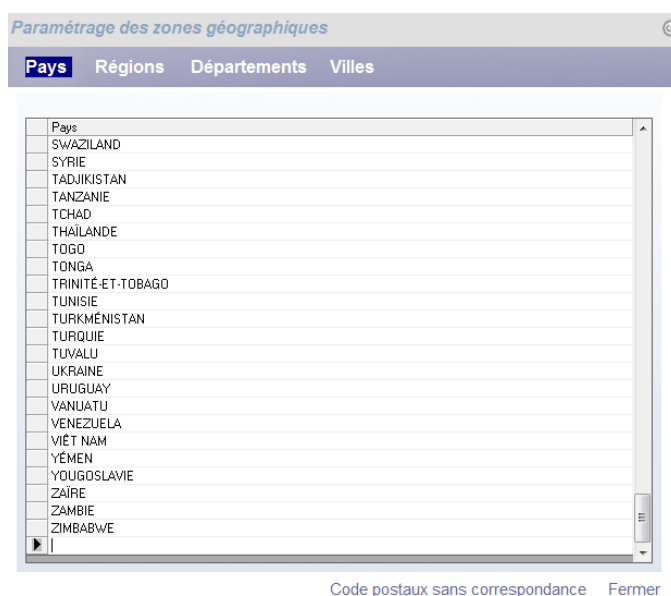 Paramétrage des zones géographiques
Pays Régions Départements Villes
Pays
SWAZILAND
SYRIE
TADJIKISTAN
TANZANIE
TCHAD
THAÏLANDE
TOGO
TONGA
TRINITÉ-ET-TOBAGO
TUNISIE
TURKMÉNISTAN
TURQUIE
TUVALU
UKRAINE
URUGUAY
VANUATU
VENEZUELA
VIÊT NAM
YÉMEN
YOUGOSLAVIE
ZAÏRE
ZAMBIE
ZIMBABWE
Code postaux sans correspondance Fermer